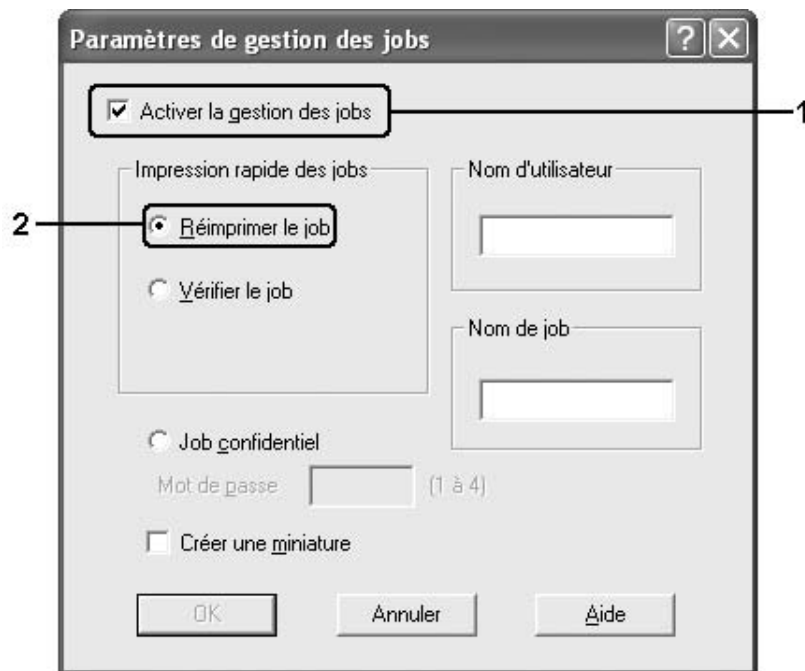 Paramètres de gestion des jobs
Activer la gestion des jobs
1
Impression rapide des jobs
2
Réimprimer le job
Vérifier le job
Nom d'utilisateur
Nom de job
Job confidentiel
Mot de passe
(1 à 4)
Créer une miniature
OK
Annuler
Aide